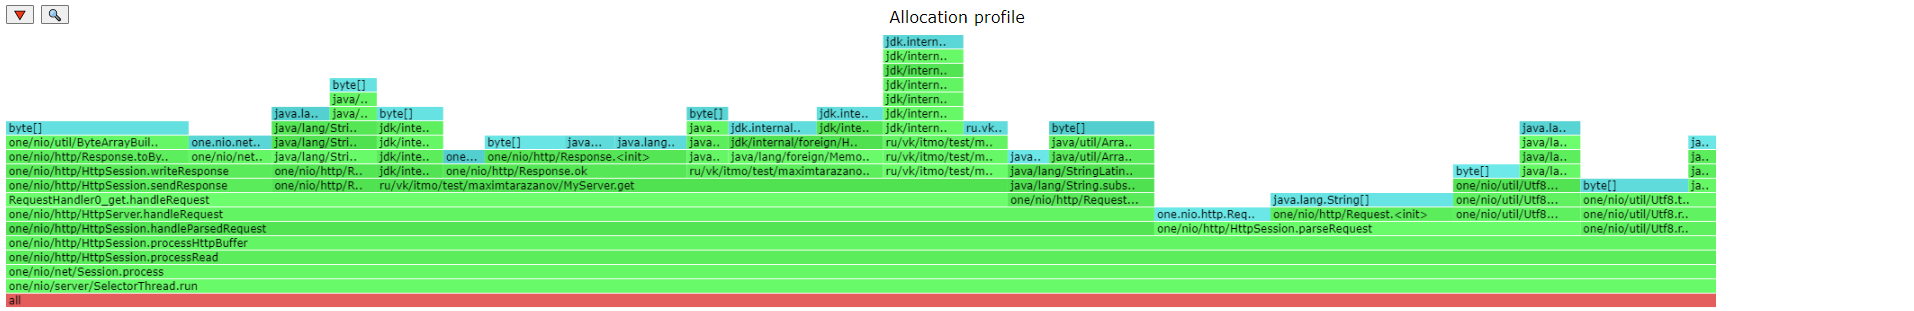 Allocation profile
jdk.intern..
jdk/intern..
jdk/intern..
byte[] jdk/intern..
java/.. jdk/intern..
java.la.. java/.. byte[] byte[] jdk.inte.. jdk/intern..
byte[] java/lang/Stri.. jdk/inte.. java.. jdk.internal.. jdk/inte.. jdk/intern.. ru.vk.. byte[] java.la..
one/nio/util/ByteArrayBuil.. one.nio.net.. java/lang/Stri.. jdk/inte.. byte[] java... java.lang.. java.. jdk/internal/foreign/H.. jdk/inte.. ru/vk/itmo/test/m.. java/util/Arra.. java/la.. ja..
one/nio/http/Response.toBy.. one/nio/net.. java/lang/Stri.. jdk/inte.. one... one/nio/http/Response.<init> java.. java/lang/foreign/Memo.. ru/vk/itmo/test/m.. java.. java/util/Arra.. java/la.. ja..
one/nio/http/HttpSession.writeResponse one/nio/http/R.. jdk/inte.. one/nio/http/Response.ok ru/vk/itmo/test/maximtarazano.. ru/vk/itmo/test/m.. java/lang/StringLatin.. byte[] java/la.. ja..
one/nio/http/HttpSession.sendResponse one/nio/http/R.. ru/vk/itmo/test/maximtarazanov/MyServer.get java/lang/String.subs.. one/nio/util/Utf8... byte[] ja..
RequestHandler0_get.handleRequest one/nio/http/Request... java.lang.String[] one/nio/util/Utf8... one/nio/util/Utf8.t..
one/nio/http/HttpServer.handleRequest one.nio.http.Req.. one/nio/http/Request.<init> one/nio/util/Utf8... one/nio/util/Utf8.r..
one/nio/http/HttpSession.handleParsedRequest one/nio/http/HttpSession.parseRequest one/nio/util/Utf8.r..
one/nio/http/HttpSession.processHttpBuffer
one/nio/http/HttpSession.processRead
one/nio/net/Session.process
one/nio/server/SelectorThread.run
all